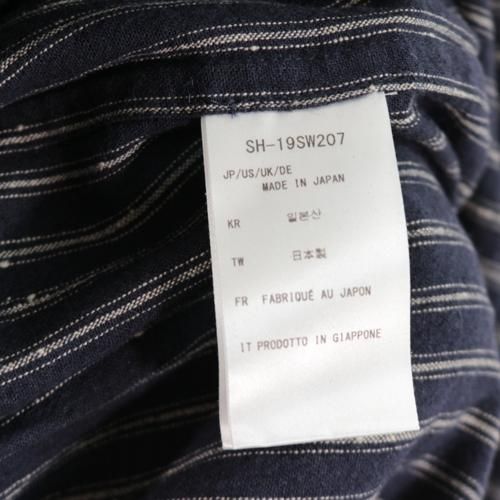 SH-19SW207
JP/US/UK/DE
MADE IN JAPAN
KR 일본산
TW 日本製
FR FABRIQUÉ AU JAPON
IT PRODOTTO IN GIAPPONE